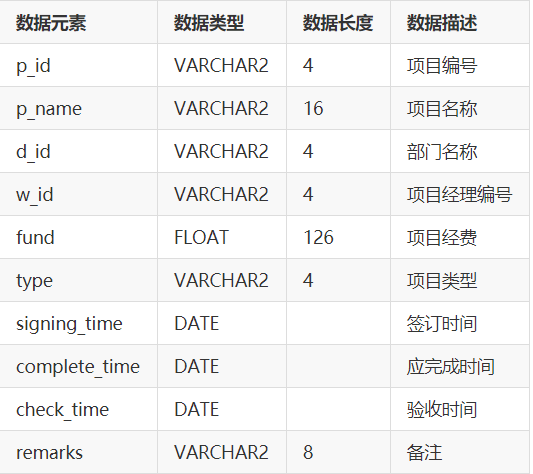 数据元素 数据类型 数据长度 数据描述
p_id VARCHAR2 4 项目编号
p_name VARCHAR2 16 项目名称
d_id VARCHAR2 4 部门名称
w_id VARCHAR2 4 项目经理编号
fund FLOAT 126 项目经费
type VARCHAR2 4 项目类型
signing_time DATE 签订时间
complete_time DATE 应完成时间
check_time DATE 验收时间
remarks VARCHAR2 8 备注